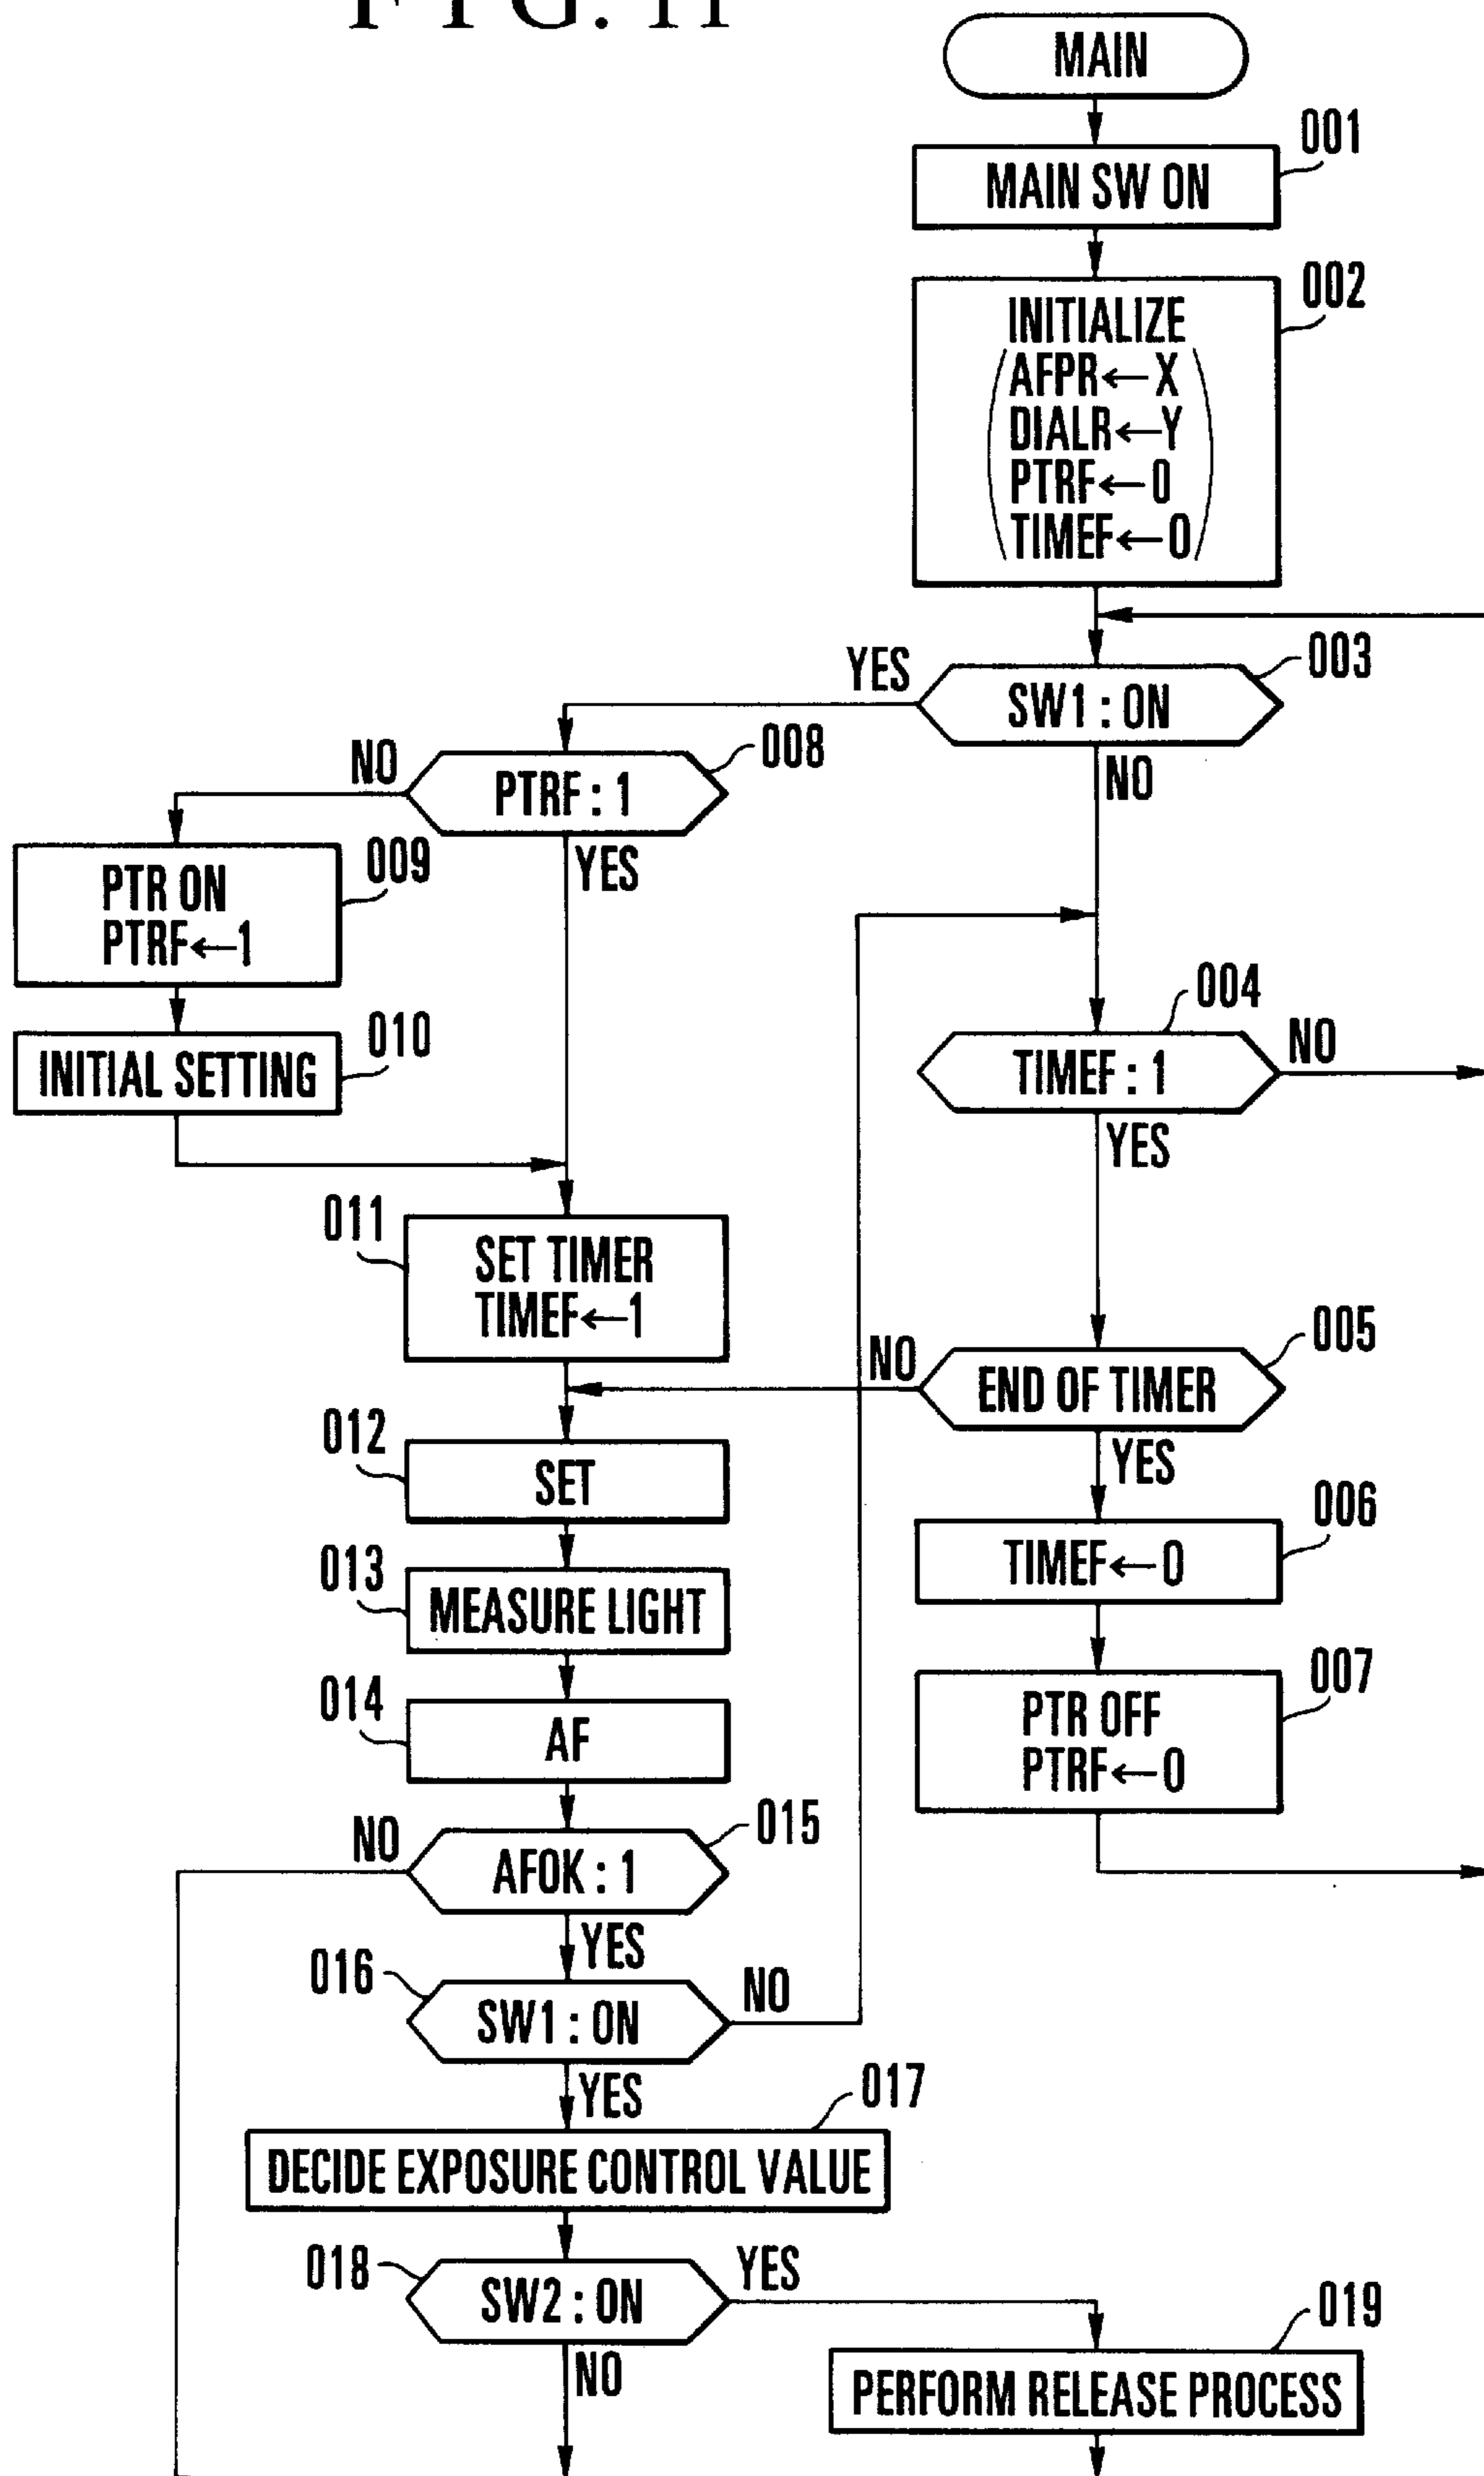 FIG. 11
MAIN
001
MAIN SW ON
002
INITIALIZE
(AFPR←X
DIALR←Y
PTRF←0
TIMEF←0)
003
YES
SW1 : ON
NO
008
NO
PTRF : 1
YES
009
PTR ON
PTRF←1
010
INITIAL SETTING
004
TIMEF : 1
NO
YES
011
SET TIMER
TIMEF←1
005
NO
END OF TIMER
YES
012
SET
006
TIMEF←0
013
MEASURE LIGHT
007
PTR OFF
PTRF←0
014
AF
015
NO
AFOK : 1
YES
016
SW1 : ON
NO
YES
017
DECIDE EXPOSURE CONTROL VALUE
018
SW2 : ON
YES
NO
019
PERFORM RELEASE PROCESS